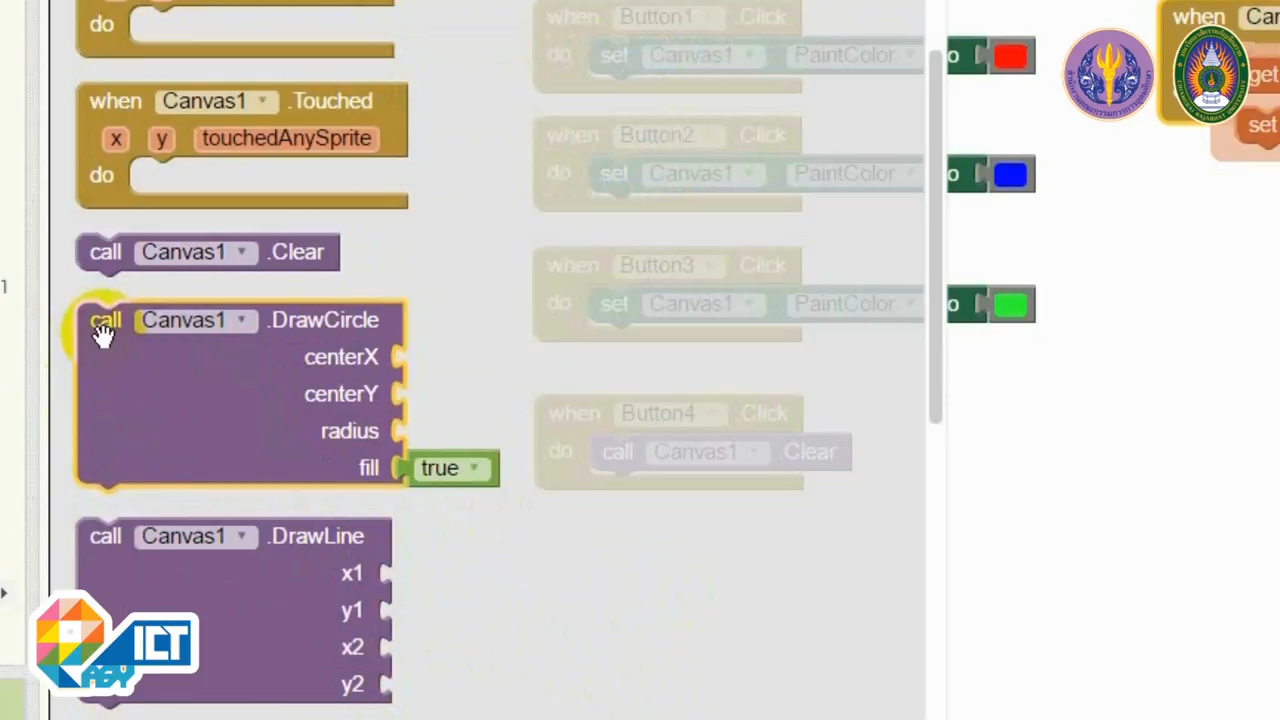 do
when Canvas1 .Touched
x y touchedAnySprite
do
call Canvas1 .Clear
call Canvas1 .DrawCircle
centerX
centerY
radius
fill true
call Canvas1 .DrawLine
x1
y1
x2
y2
when Button1 .Click
do set Canvas1 PaintColor
when Button2 .Click
do set Canvas1 PaintColor
when Button3 .Click
do set Canvas1 PaintColor
when Button4 .Click
do call Canvas1 .Clear
when Can
get
set
1
ICT